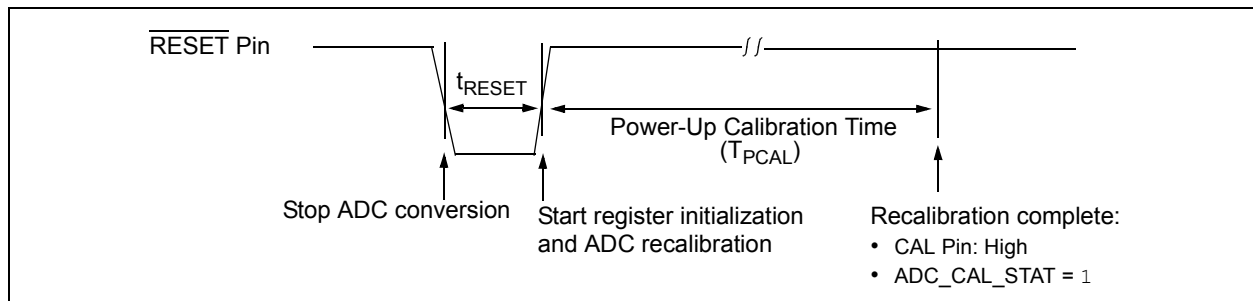 RESET Pin
tRESET
Power-Up Calibration Time
(TPCAL)
Stop ADC conversion
Start register initialization
and ADC recalibration
Recalibration complete:
• CAL Pin: High
• ADC_CAL_STAT = 1